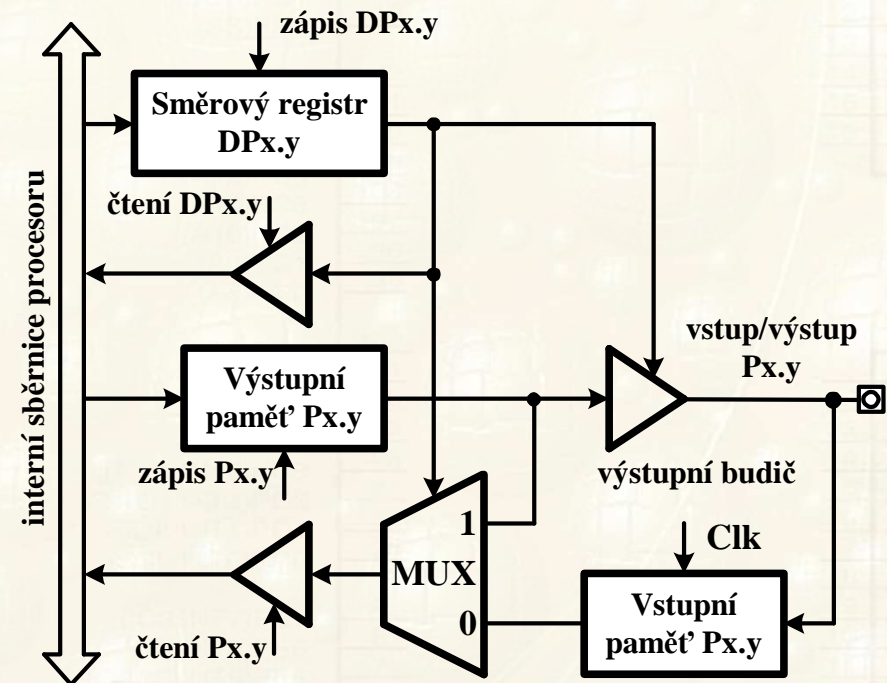 zápis DPx.y
Směrový registr
DPx.y
čtení DPx.y
interní sběrnice procesoru
vstup/výstup
Px.y
Výstupní
paměť Px.y
zápis Px.y
výstupní budič
1
MUX
0
Clk
Vstupní
paměť Px.y
čtení Px.y